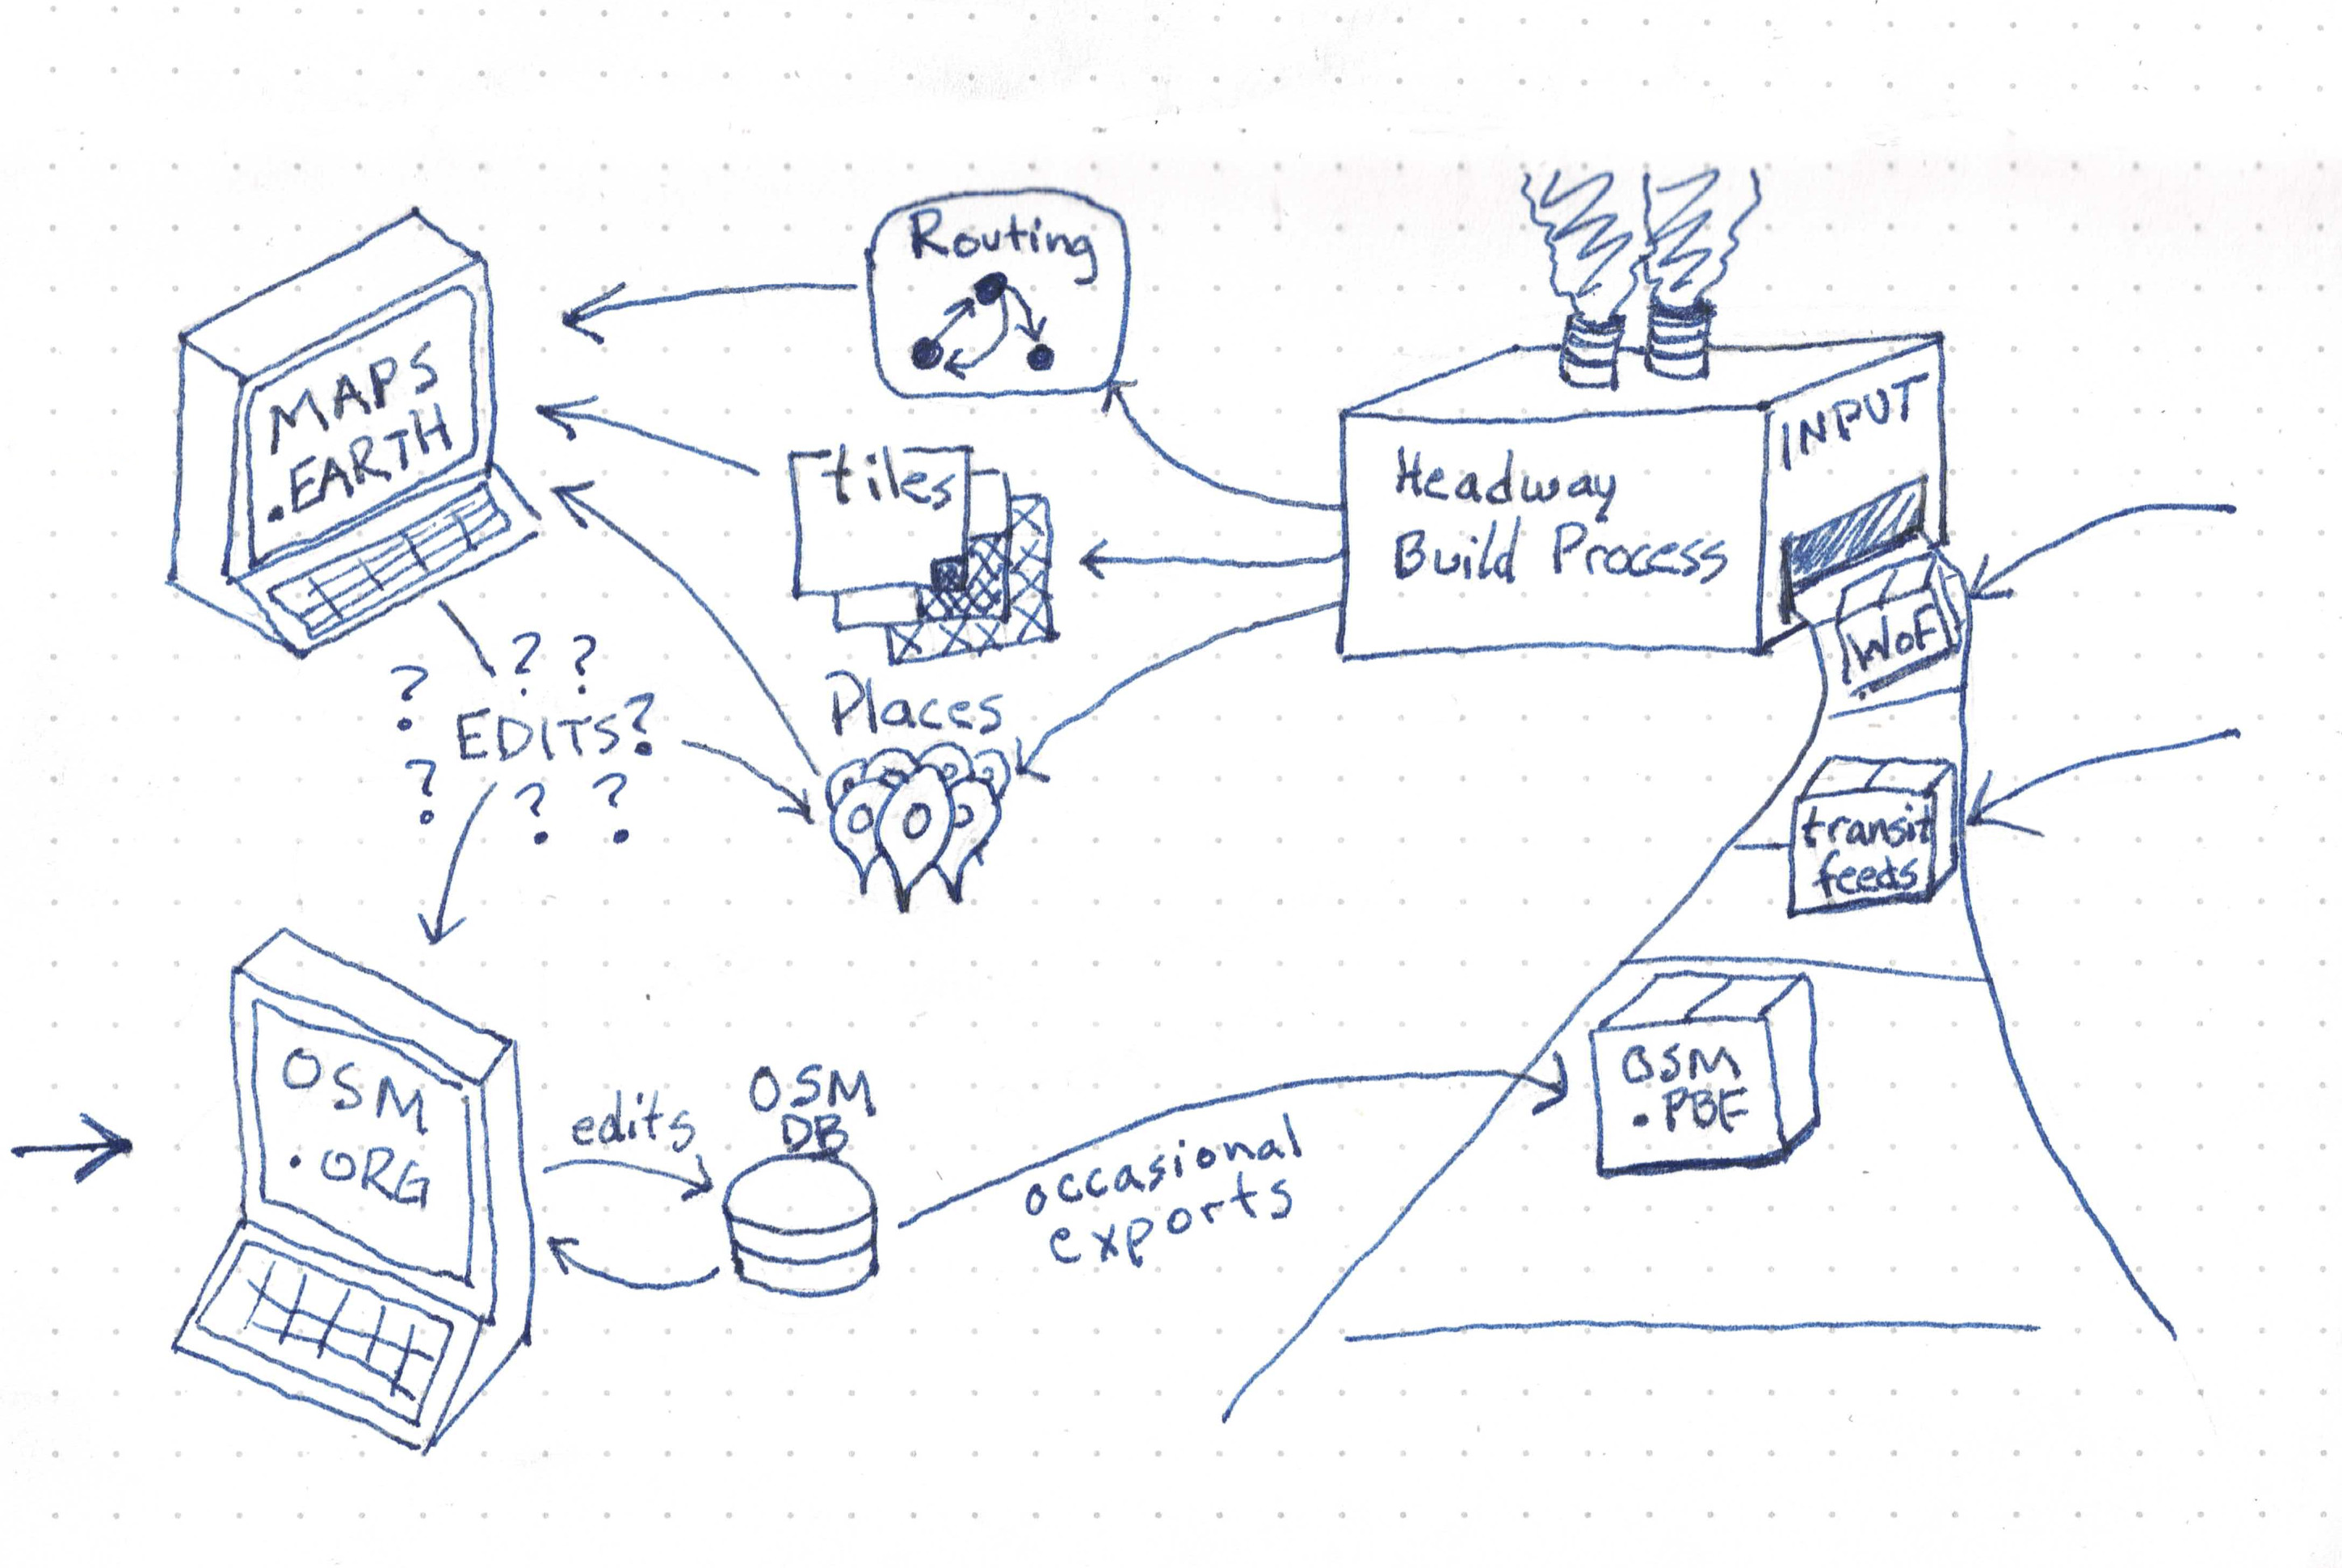 Routing
MAPS
.EARTH
tiles
INPUT
Headway
Build Process
WoF
Places
? ? ?
EDITS?
? ? ?
transit
feeds
OSM
.ORG
edits
OSM
DB
occasional
exports
OSM
.PBF